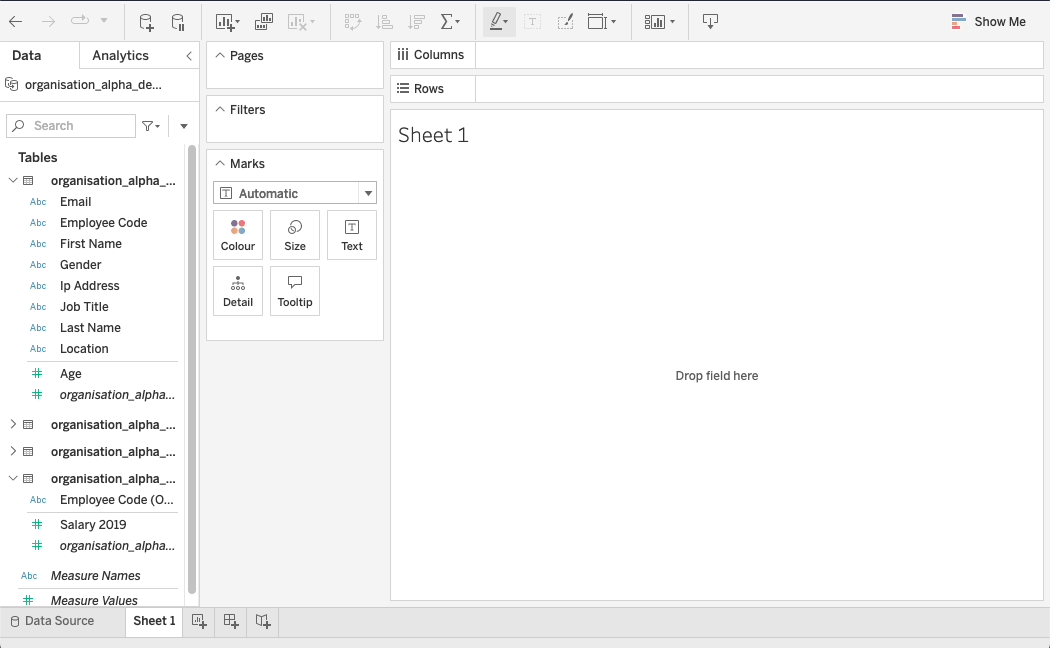 Show Me
Data
Analytics
organisation_alpha_de...
Search
Tables
organisation_alpha_...
Abc Email
Abc Employee Code
Abc First Name
Abc Gender
Abc Ip Address
Abc Job Title
Abc Last Name
Abc Location
# Age
# organisation_alpha...
organisation_alpha_...
organisation_alpha_...
organisation_alpha_...
Abc Employee Code (O...
# Salary 2019
# organisation_alpha...
Abc Measure Names
# Measure Values
Pages
Filters
Marks
T Automatic
Colour
Size
T
Text
Detail
Tooltip
Columns
Rows
Sheet 1
Drop field here
Data Source
Sheet 1